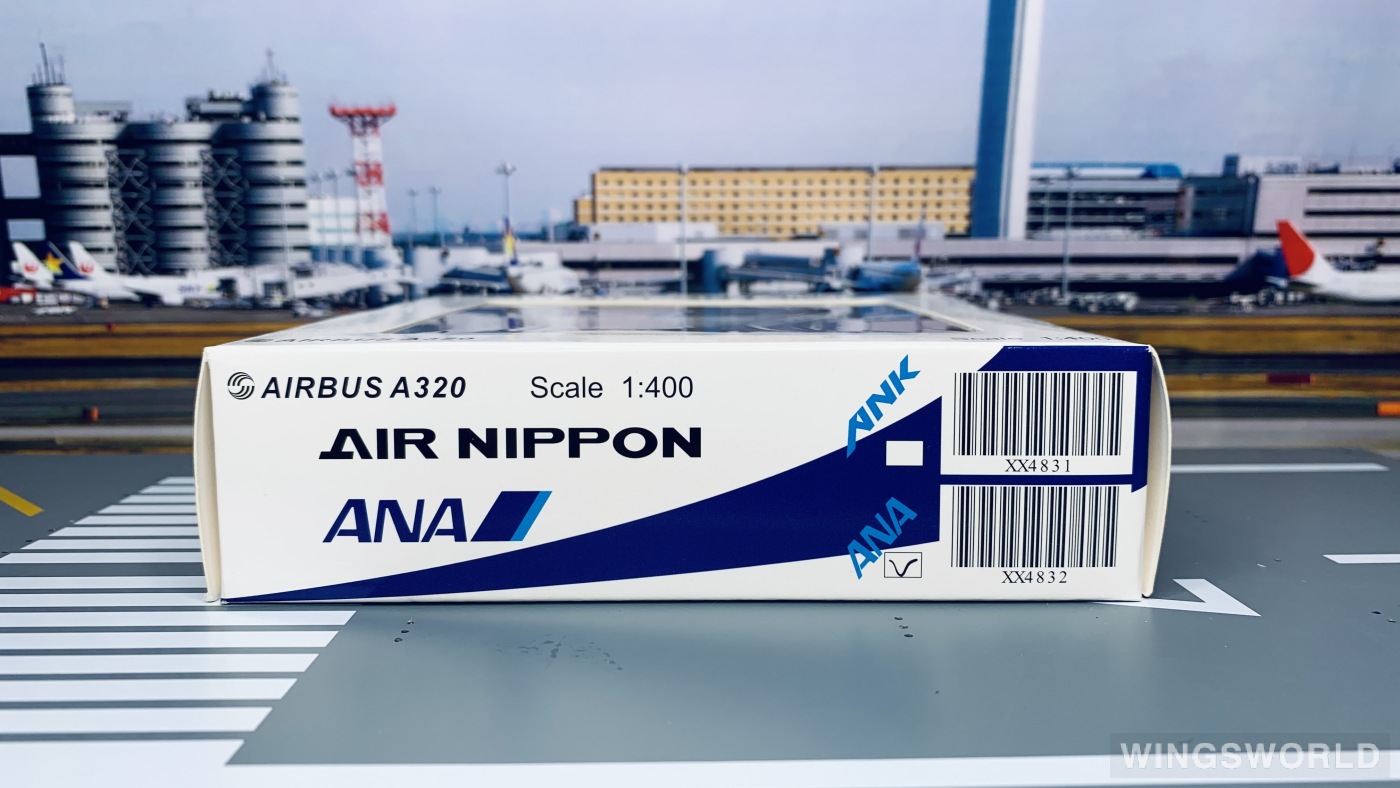 AIRBUS A320 Scale 1:400
AIR NIPPON
ANA
ANK
ANA
XX4831
XX4832
WINGSWORLD